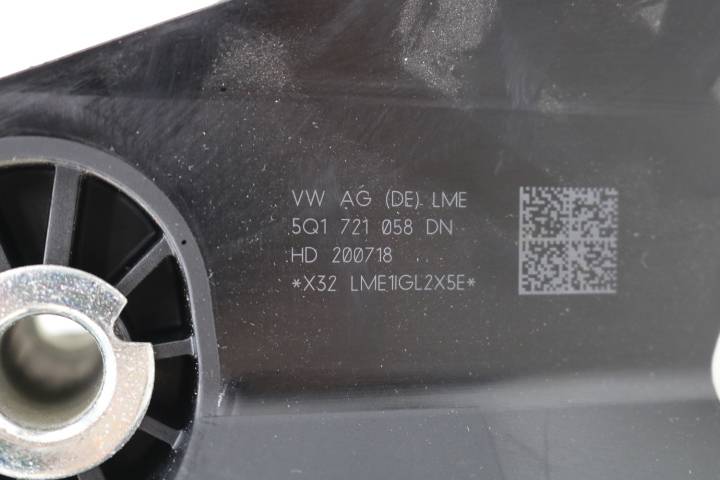 VW AG (DE) LME
5Q1 721 058 DN
HD 200718
*X32 LME1IGL2X5E*